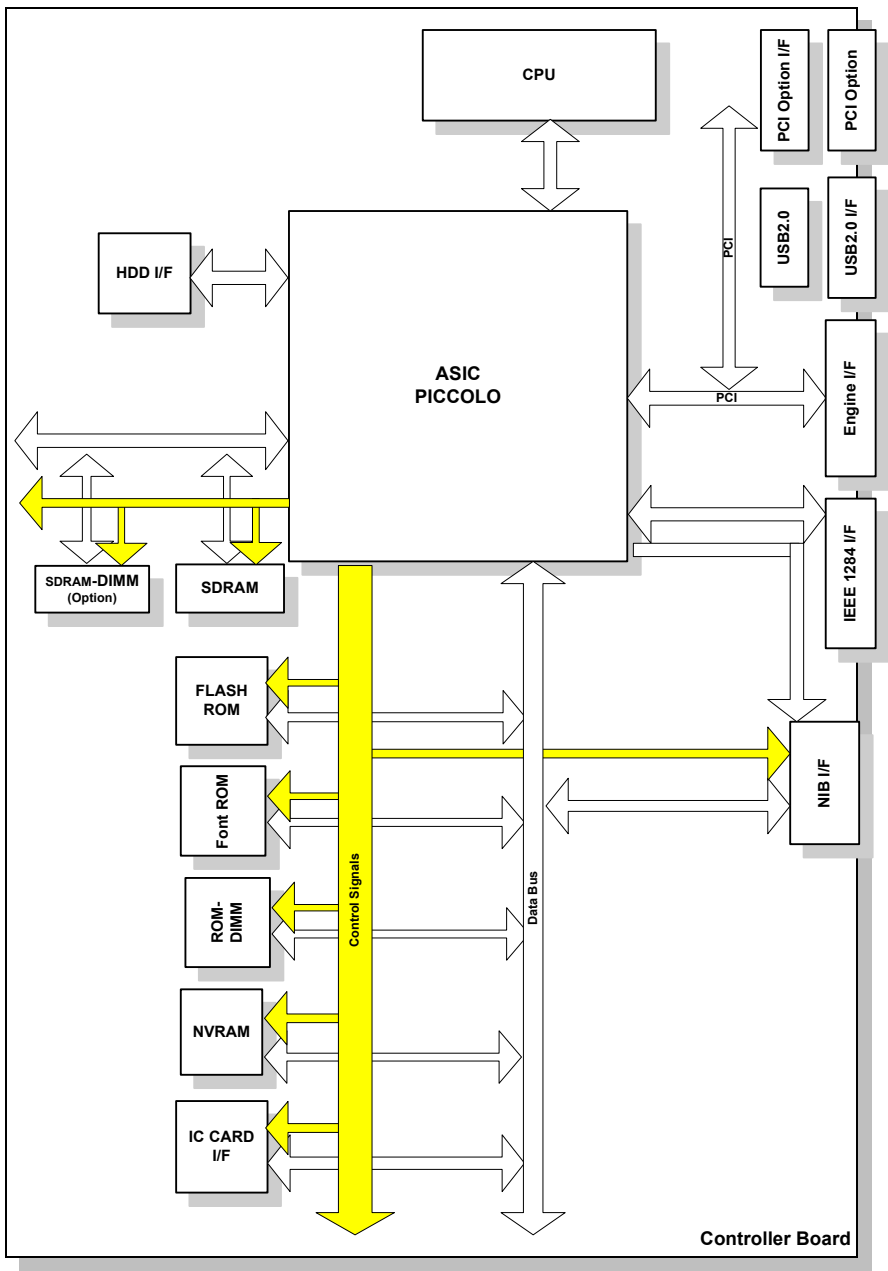 CPU
PCI Option I/F
PCI Option
USB2.0
USB2.0 I/F
PCI
HDD I/F
ASIC
PICCOLO
PCI
Engine I/F
IEEE 1284 I/F
SDRAM-DIMM
(Option)
SDRAM
FLASH
ROM
Font ROM
NIB I/F
ROM-
DIMM
Control Signals
Data Bus
NVRAM
IC CARD
I/F
Controller Board